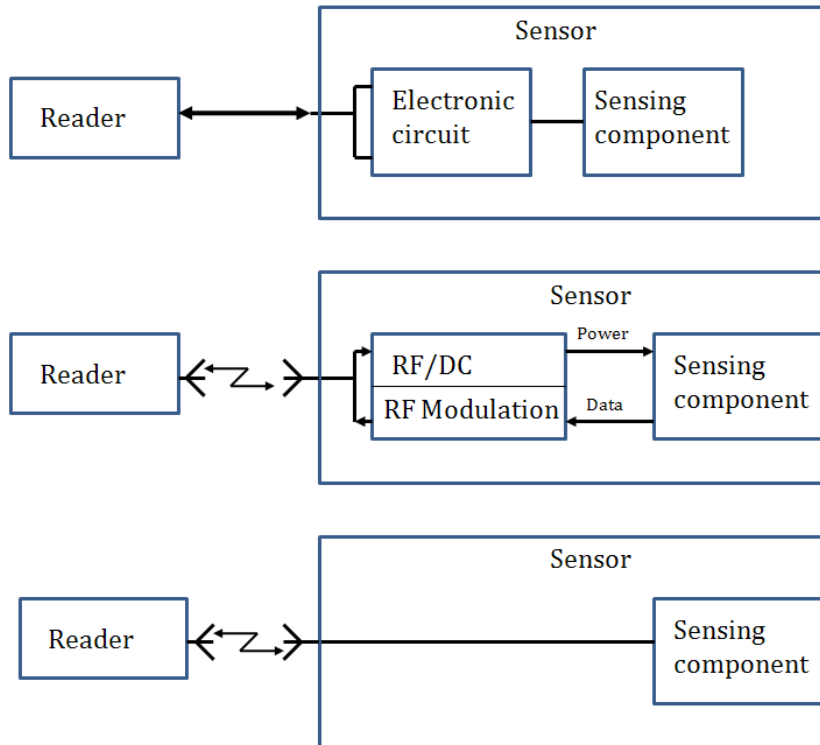 Sensor
Reader
Electronic
circuit
Sensing
component
Sensor
Reader
RF/DC
RF Modulation
Power
Data
Sensing
component
Sensor
Reader
Sensing
component